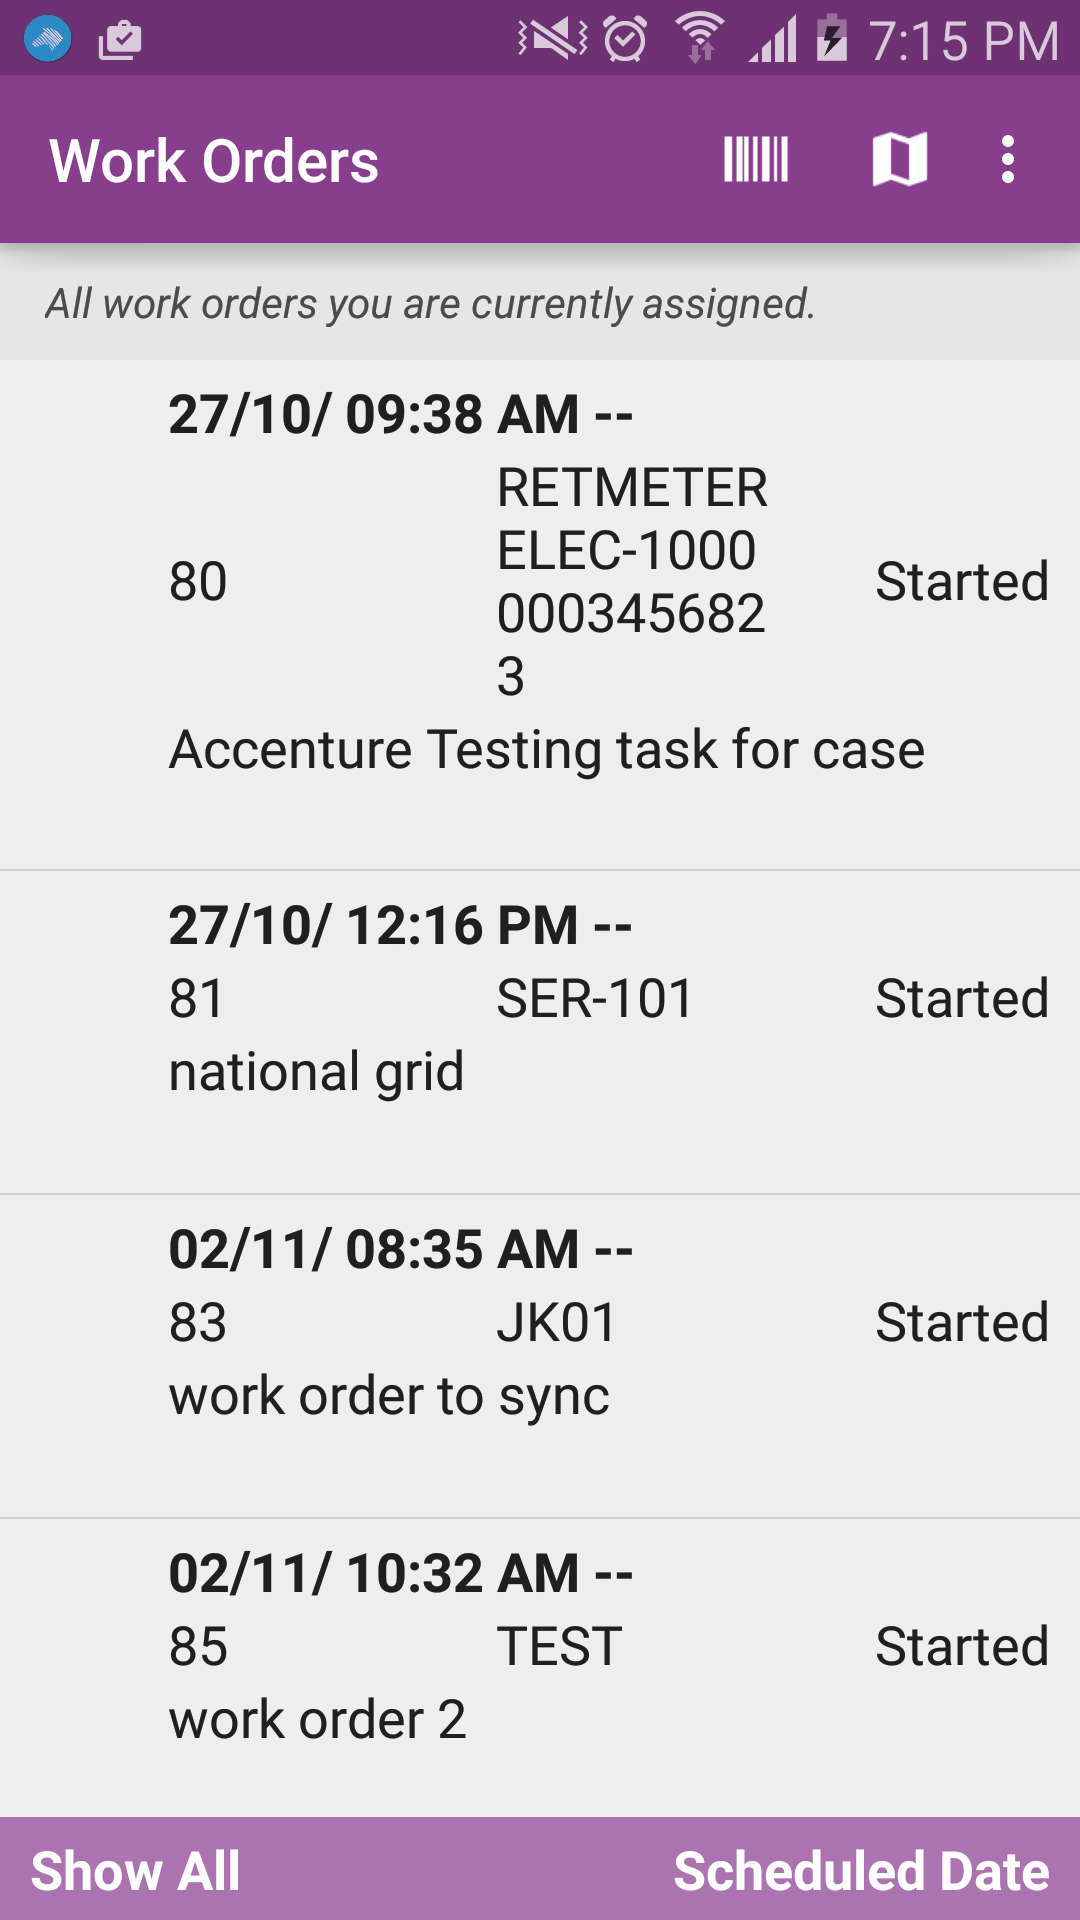 7:15 PM
Work Orders
All work orders you are currently assigned.
27/10/ 09:38 AM --
80 RETMETER Started
ELEC-1000
000345682
3
Accenture Testing task for case
27/10/ 12:16 PM --
81 SER-101 Started
national grid
02/11/ 08:35 AM --
83 JK01 Started
work order to sync
02/11/ 10:32 AM --
85 TEST Started
work order 2
Show All Scheduled Date